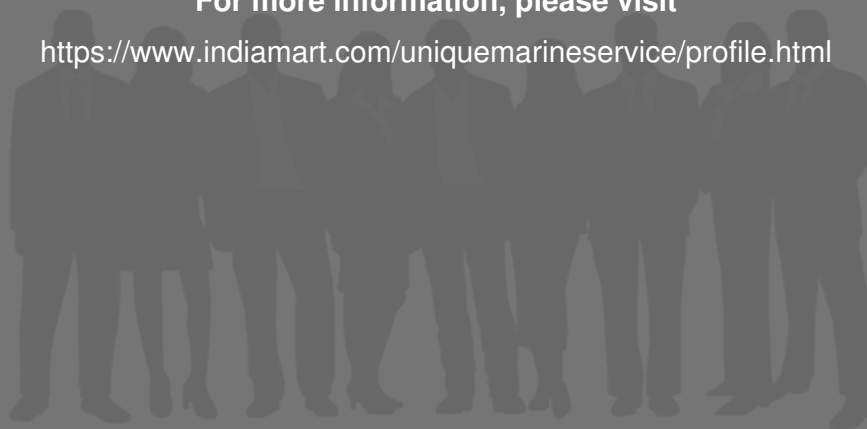 For more information, please visit
https://www.indiamart.com/uniquemarineservice/profile.html